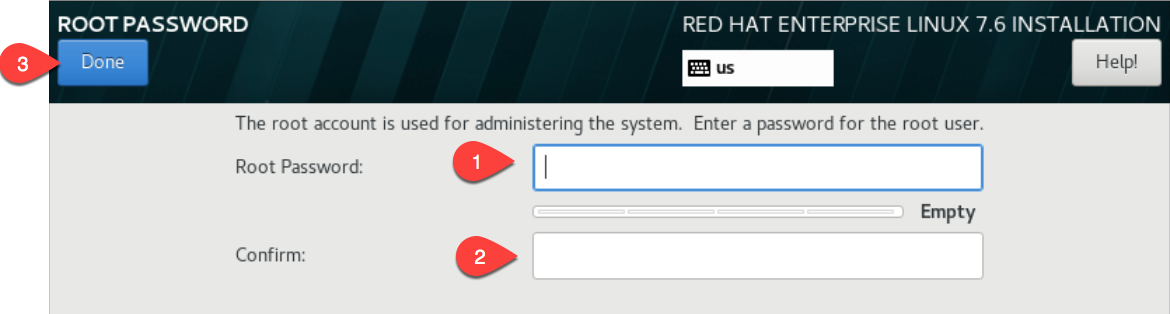 ROOT PASSWORD
RED HAT ENTERPRISE LINUX 7.6 INSTALLATION
3
Done
us
Help!
The root account is used for administering the system.  Enter a password for the root user.
Root Password:
1
Empty
Confirm:
2